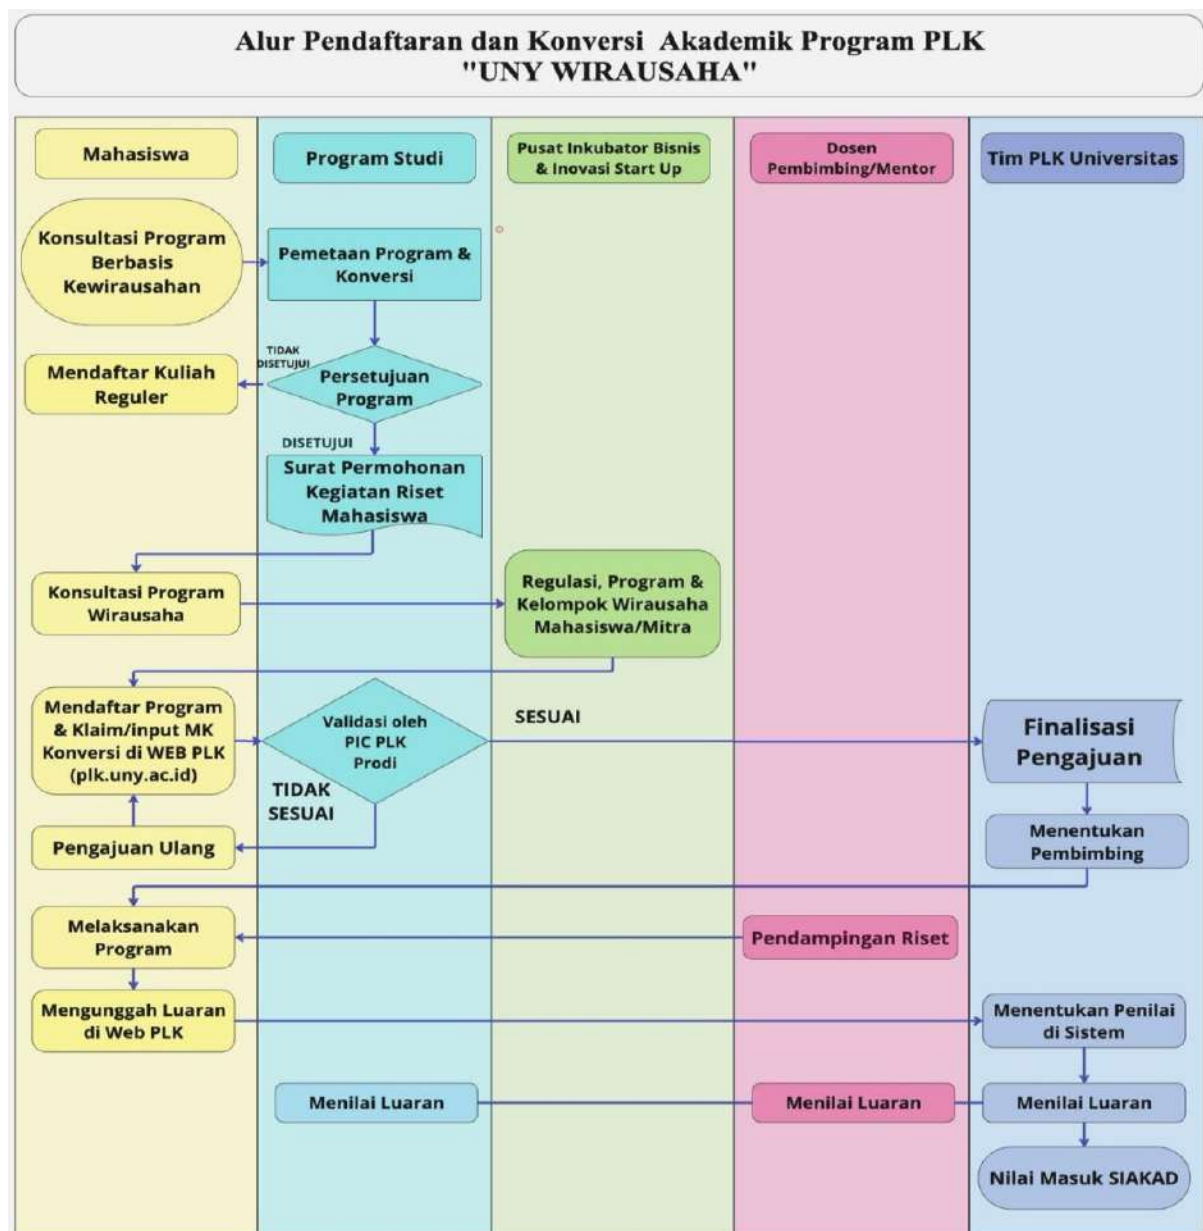 Alur Pendaftaran dan Konversi Akademik Program PLK
"UNY WIRAUSAHA"
Mahasiswa
Program Studi
Pusat Inkubator Bisnis
& Inovasi Start Up
Dosen
Pembimbing/Mentor
Tim PLK Universitas
Konsultasi Program
Berbasis
Kewirausahan
Pemetaan Program &
Konversi
TIDAK
DISETUJUI
Mendaftar Kuliah
Reguler
Persetujuan
Program
DISETUJUI
Surat Permohonan
Kegiatan Riset
Mahasiswa
Konsultasi Program
Wirausaha
Regulasi, Program &
Kelompok Wirausaha
Mahasiswa/Mitra
Mendaftar Program
& Klaim/input MK
Konversi di WEB PLK
(plk.uny.ac.id)
Validasi oleh
PIC PLK
Prodi
SESUAI
TIDAK
SESUAI
Finalisasi
Pengajuan
Pengajuan Ulang
Menentukan
Pembimbing
Melaksanakan
Program
Pendampingan Riset
Mengunggah Luaran
di Web PLK
Menentukan Penilai
di Sistem
Menilai Luaran
Menilai Luaran
Menilai Luaran
Nilai Masuk SIAKAD